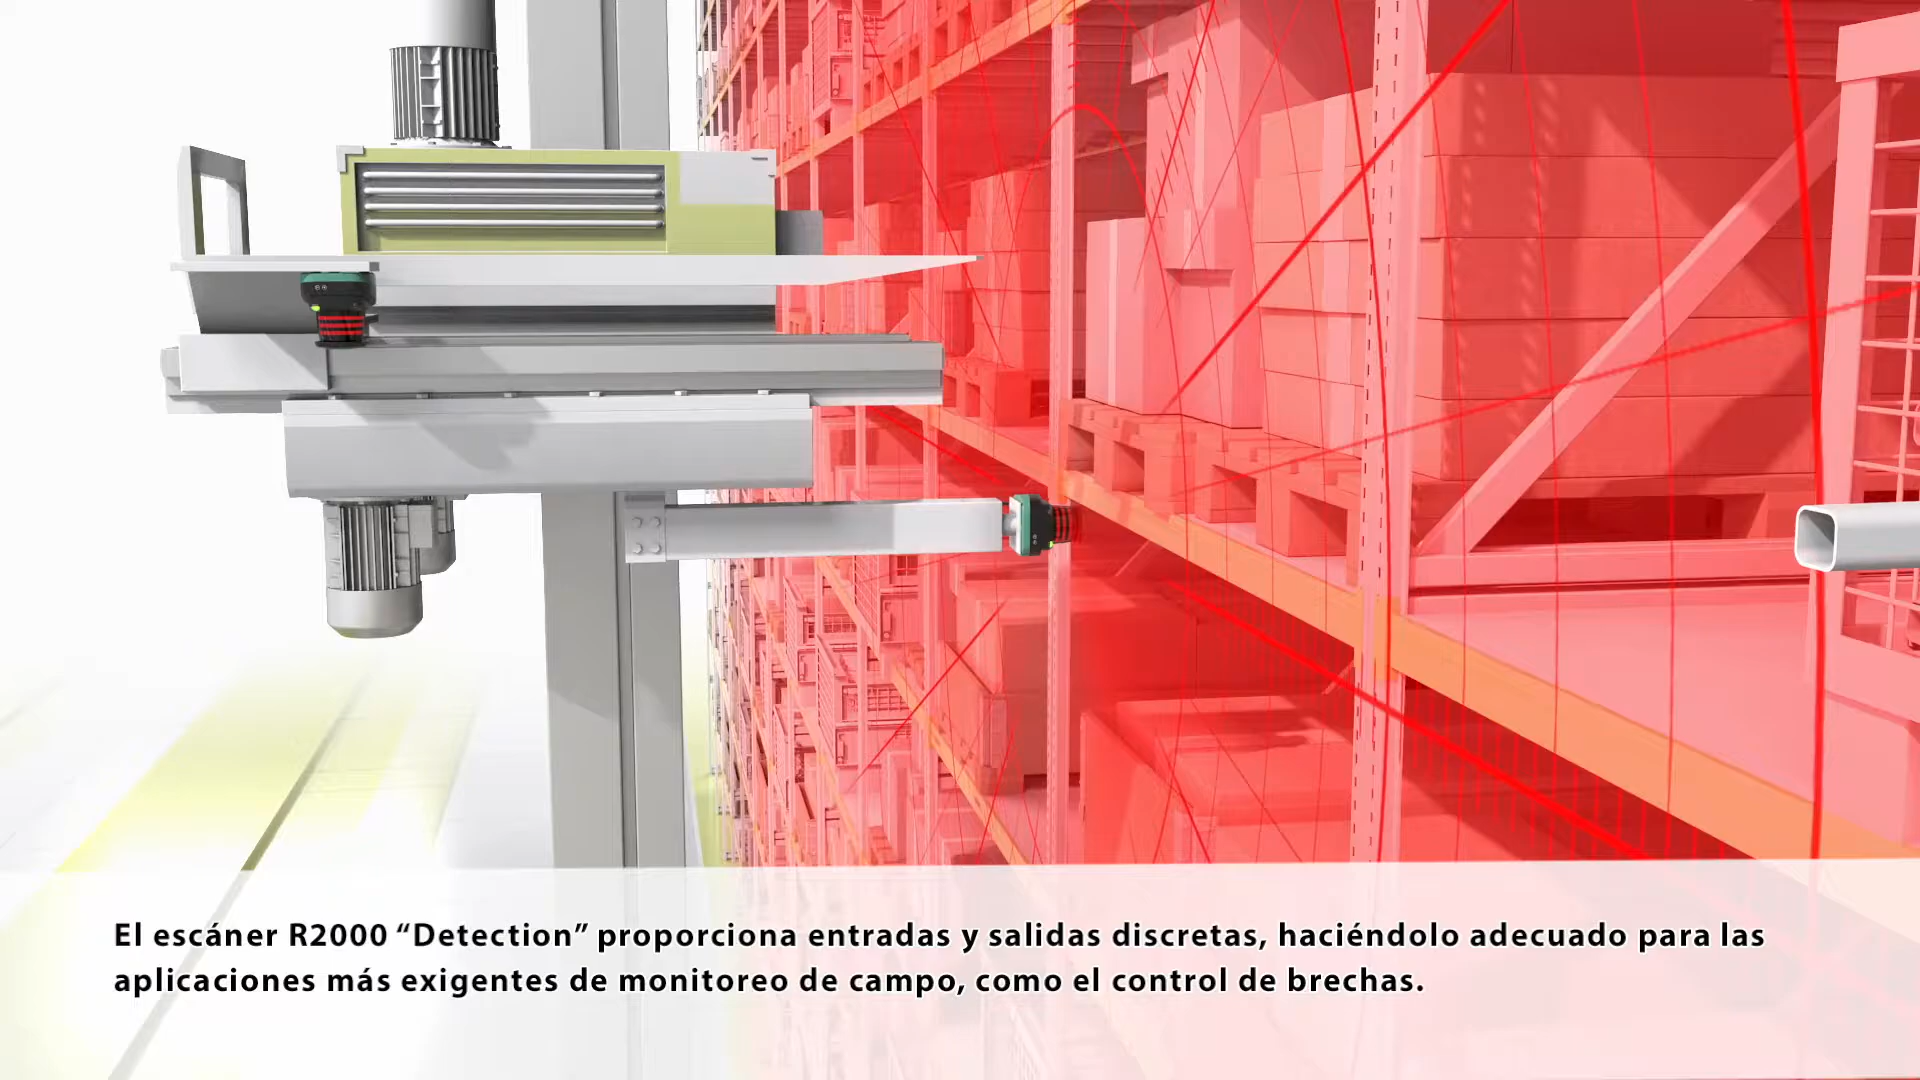 El escáner R2000 “Detection” proporciona entradas y salidas discretas, haciéndolo adecuado para las
aplicaciones más exigentes de monitoreo de campo, como el control de brechas.